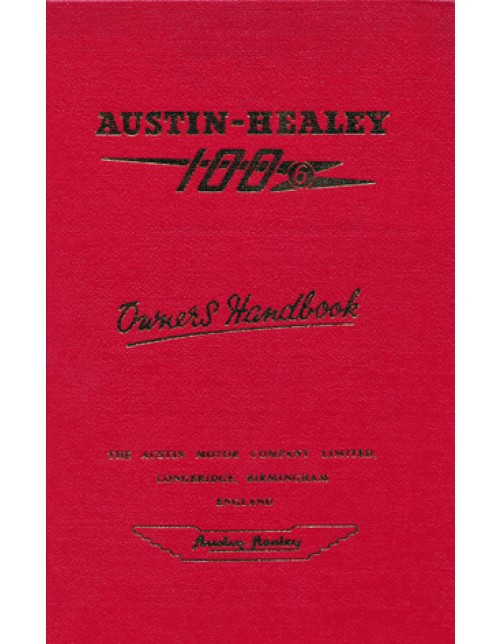 AUSTIN-HEALEY
100 6
Owners Handbook
THE AUSTIN MOTOR COMPANY LIMITED,
LONGBRIDGE, BIRMINGHAM
ENGLAND
Austin Healey